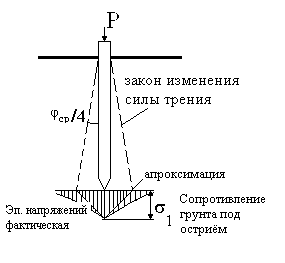 P
закон изменения
силы трения
φср/4
апроксимация
Эп. напряжений
фактическая
σ1
Сопротивление
грунта под
остриём